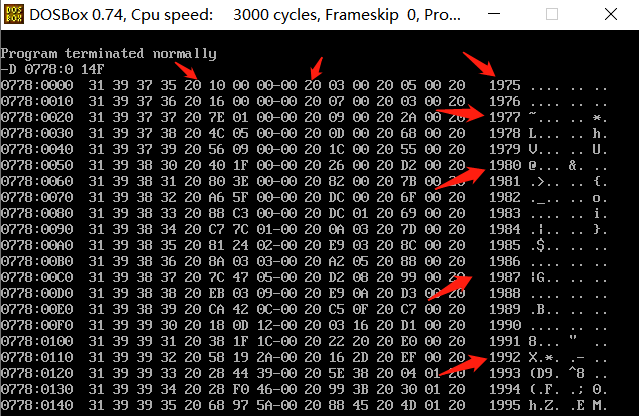 DOSBox 0.74, Cpu speed: 3000 cycles, Frameskip 0, Pro...
Program terminated normally
-D 0778:0 14F
0778:0000 31 39 37 35 20 10 00 00-00 20 03 00 20 05 00 20 1975 .... .. ..
0778:0010 31 39 37 36 20 16 00 00-00 20 07 00 20 03 00 20 1976 .... .. ..
0778:0020 31 39 37 37 20 7E 01 00-00 20 09 00 20 2A 00 20 1977 ~... .. *.
0778:0030 31 39 37 38 20 4C 05 00-00 20 0D 00 20 68 00 20 1978 L... .. h.
0778:0040 31 39 37 39 20 56 09 00-00 20 1C 00 20 55 00 20 1979 V... .. U.
0778:0050 31 39 38 30 20 40 1F 00-00 20 26 00 20 D2 00 20 1980 @... &. ..
0778:0060 31 39 38 31 20 80 3E 00-00 20 82 00 20 7B 00 20 1981 .>.. .. {.
0778:0070 31 39 38 32 20 A6 5F 00-00 20 DC 00 20 6F 00 20 1982 ._.. .. o.
0778:0080 31 39 38 33 20 88 C3 00-00 20 DC 01 20 69 00 20 1983 .... .. i.
0778:0090 31 39 38 34 20 C7 7C 01-00 20 0A 03 20 7D 00 20 1984 .|.. .. }.
0778:00A0 31 39 38 35 20 81 24 02-00 20 E9 03 20 8C 00 20 1985 .$.. .. ..
0778:00B0 31 39 38 36 20 8A 03 03-00 20 A2 05 20 88 00 20 1986 .... .. ..
0778:00C0 31 39 38 37 20 7C 47 05-00 20 D2 08 20 99 00 20 1987 |G.. .. ..
0778:00D0 31 39 38 38 20 EB 03 09-00 20 E9 0A 20 D3 00 20 1988 .... .. ..
0778:00E0 31 39 38 39 20 CA 42 0C-00 20 C5 0F 20 C7 00 20 1989 .B.. .. ..
0778:00F0 31 39 39 30 20 18 0D 12-00 20 03 16 20 D1 00 20 1990 .... .. ..
0778:0100 31 39 39 31 20 38 1F 1C-00 20 22 20 20 E0 00 20 1991 8... "  ..
0778:0110 31 39 39 32 20 58 19 2A-00 20 16 2D 20 EF 00 20 1992 X.*. .- ..
0778:0120 31 39 39 33 20 28 44 39-00 20 5E 38 20 04 01 20 1993 (D9. ^8 ..
0778:0130 31 39 39 34 20 28 F0 46-00 20 99 3B 20 30 01 20 1994 (.F. .; 0.
0778:0140 31 39 39 35 20 68 97 5A-00 20 88 45 20 4D 01 20 1995 h.Z. .E M.